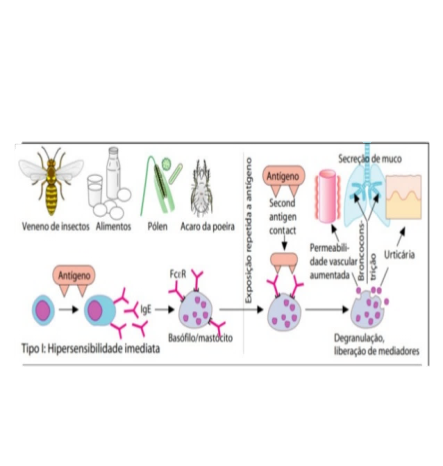 Veneno de insectos
Alimentos
Pólen
Acaro da poeira
Antigeno
IgE
FcεR
Basófilo/mastócito
Tipo I: Hipersensibilidade imediata
Exposição repetida a antígeno
Antígeno
Second
antigen
contact
Secreção de muco
Permeabili-
dade vascular
aumentada
Broncocons-
trição
Urticária
Degranulação,
liberação de mediadores